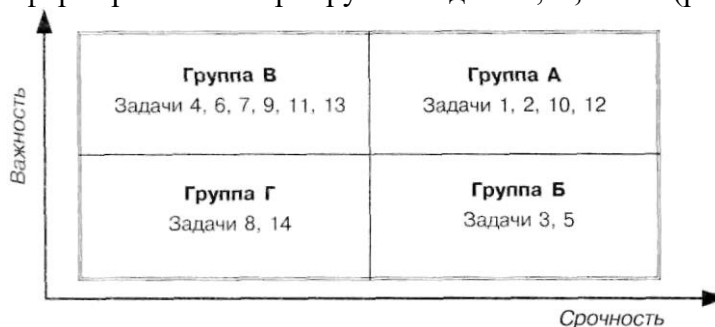 Важность
Группа В
Задачи 4, 6, 7, 9, 11, 13
Группа А
Задачи 1, 2, 10, 12
Группа Г
Задачи 8, 14
Группа Б
Задачи 3, 5
Срочность